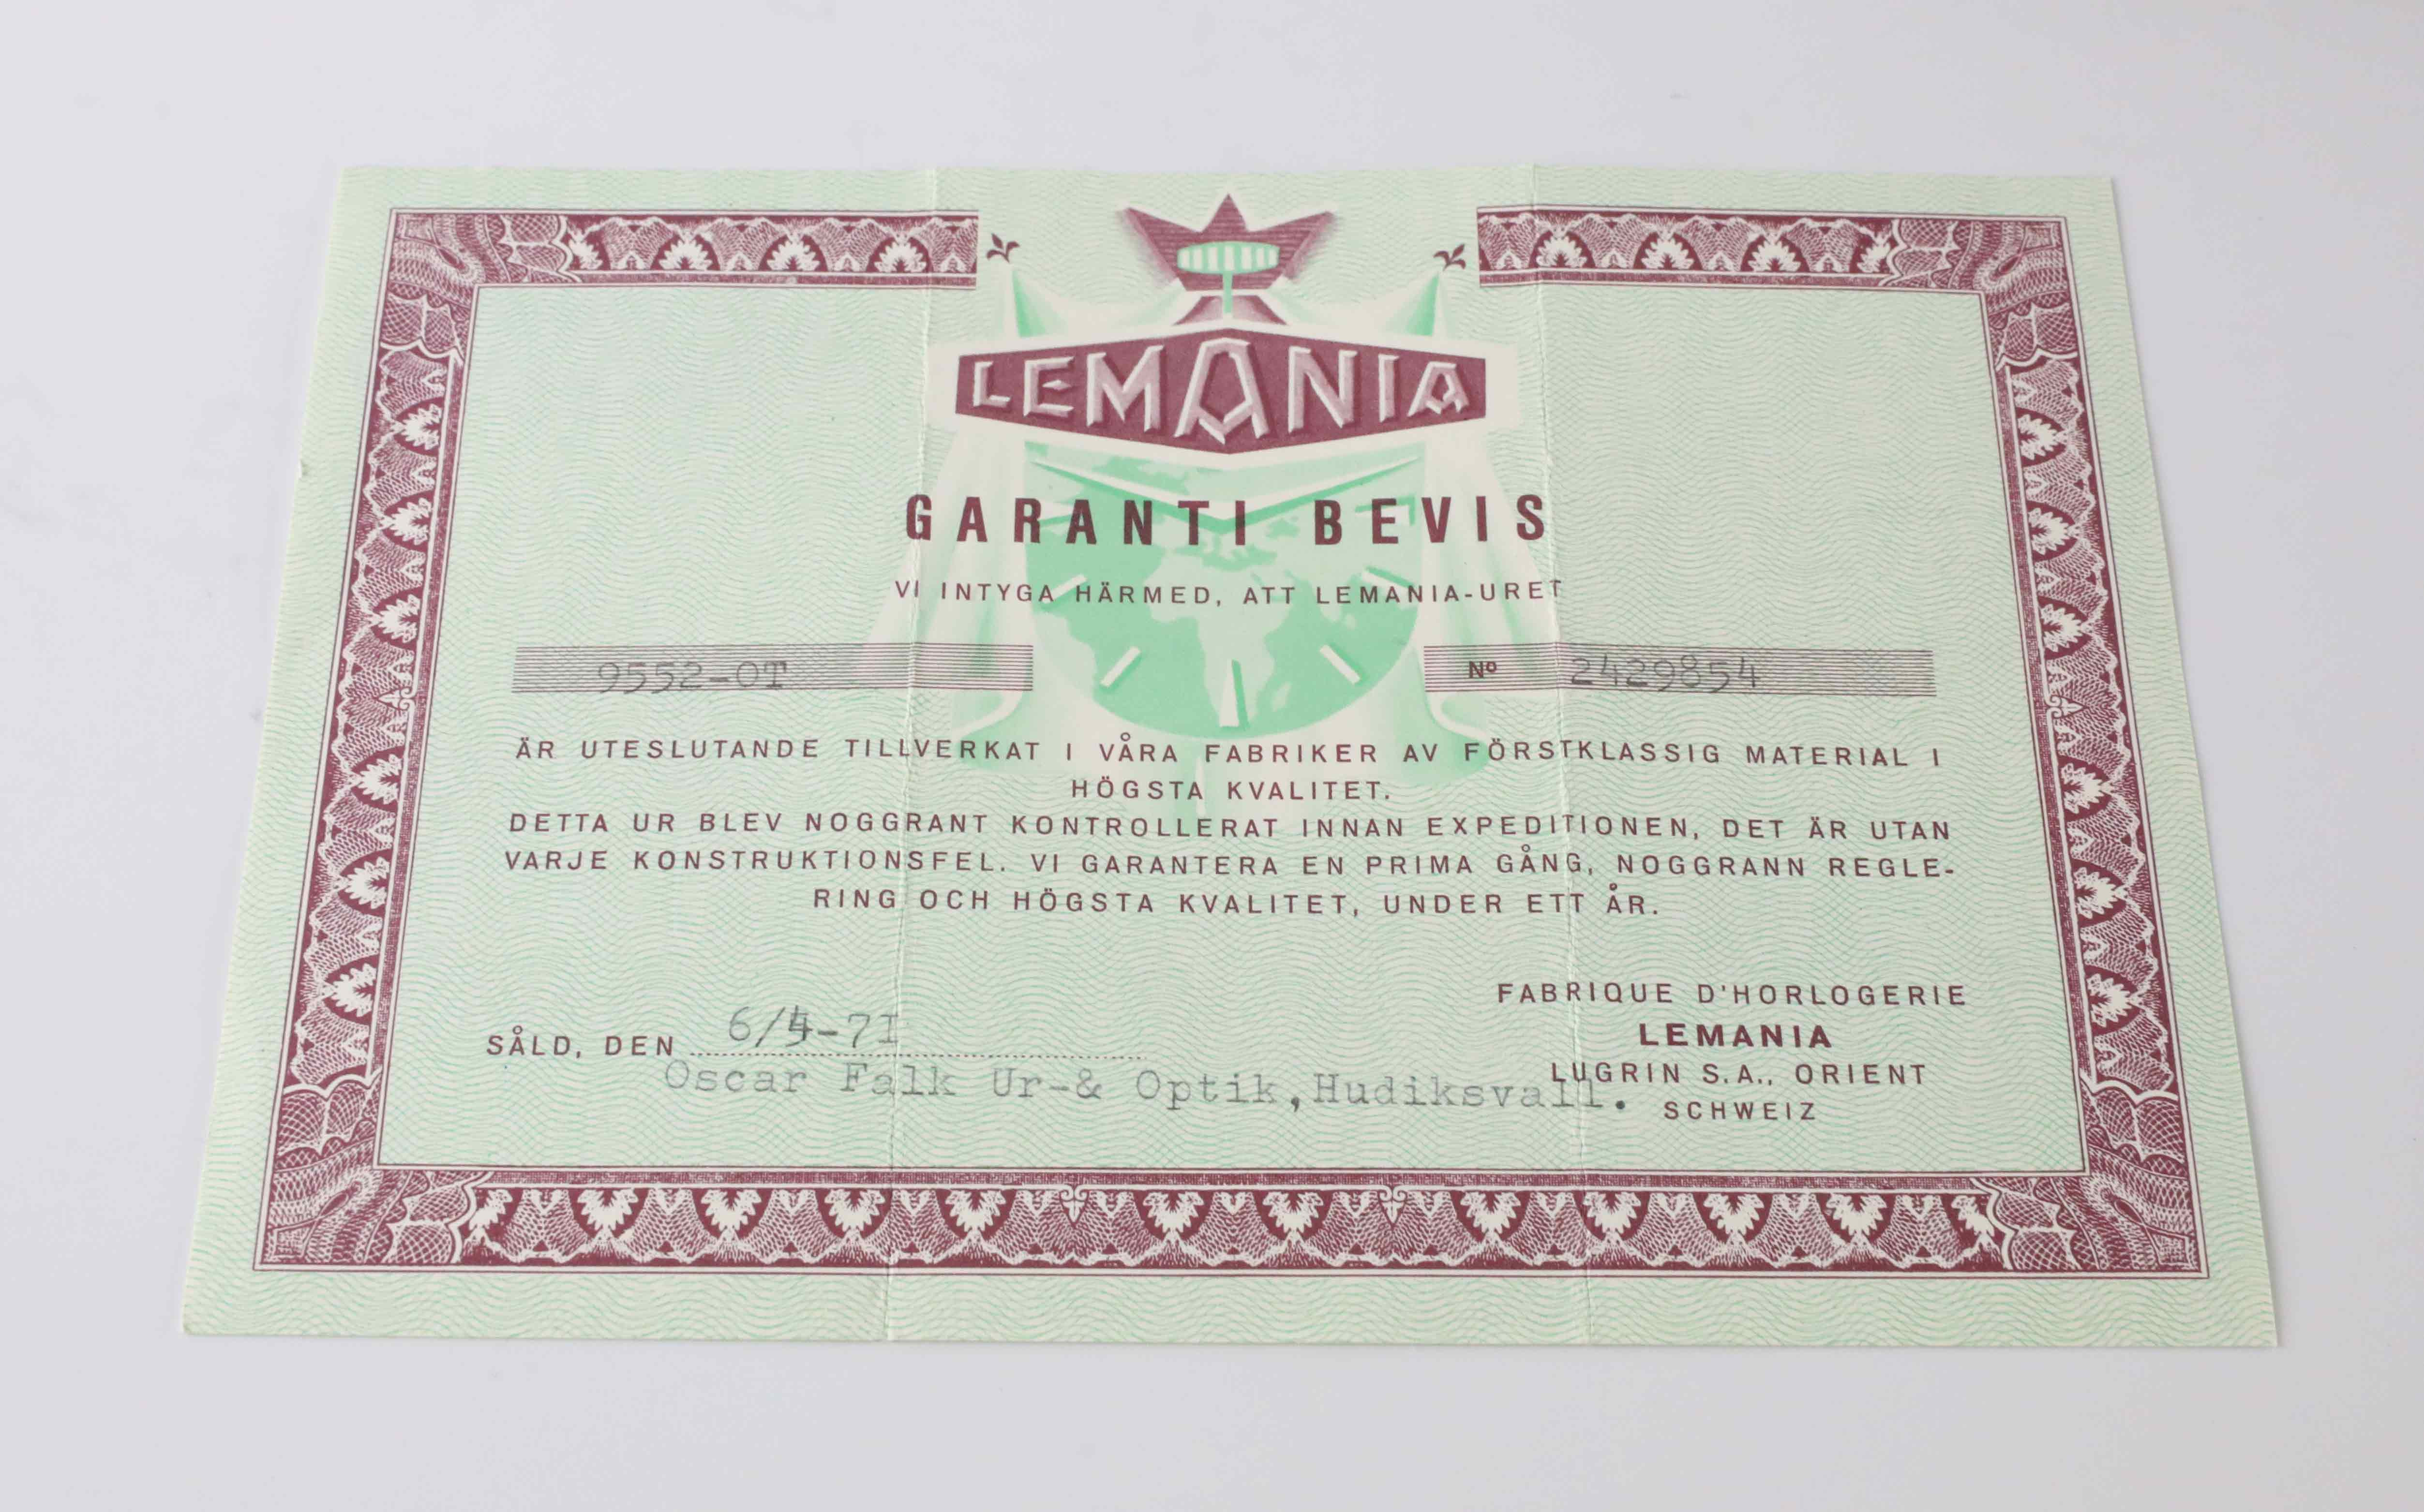 LEMANIA
GARANTI BEVIS
VI INTYGA HÄRMED, ATT LEMANIA-URET
9552-OT Nº 2429854
ÄR UTESLUTANDE TILLVERKAT I VÅRA FABRIKER AV FÖRSTKLASSIG MATERIAL I
HÖGSTA KVALITET.
DETTA UR BLEV NOGGRANT KONTROLLERAT INNAN EXPEDITIONEN, DET ÄR UTAN
VARJE KONSTRUKTIONSFEL. VI GARANTERA EN PRIMA GÅNG, NOGGRANN REGLE-
RING OCH HÖGSTA KVALITET, UNDER ETT ÅR.
SÅLD, DEN 6/4-71
Oscar Falk Ur-& Optik, Hudiksvall.
FABRIQUE D'HORLOGERIE
LEMANIA
LUGRIN S.A., ORIENT
SCHWEIZ